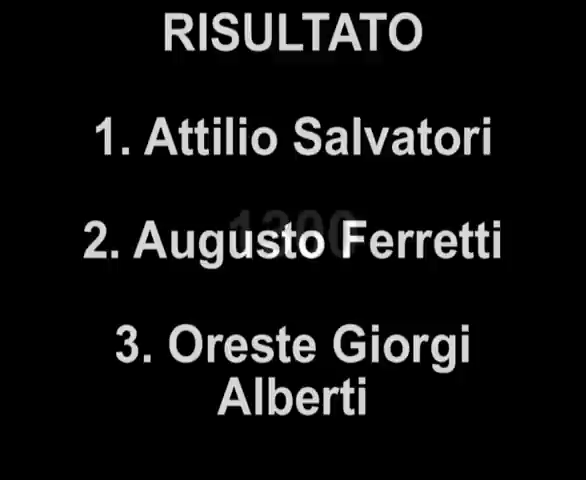 RISULTATO
1. Attilio Salvatori
2. Augusto Ferretti
3. Oreste Giorgi
Alberti